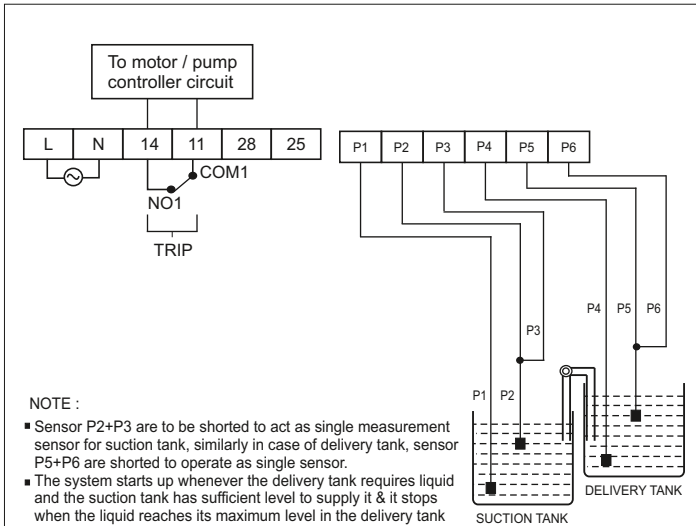 To motor / pump
controller circuit
L N 14 11 28 25
COM1
NO1
TRIP
P1 P2 P3 P4 P5 P6
P4 P5 P6
P3
P1 P2
NOTE :
▪ Sensor P2+P3 are to be shorted to act as single measurement
sensor for suction tank, similarly in case of delivery tank, sensor
P5+P6 are shorted to operate as single sensor.
▪ The system starts up whenever the delivery tank requires liquid
and the suction tank has sufficient level to supply it & it stops
when the liquid reaches its maximum level in the delivery tank
SUCTION TANK
DELIVERY TANK